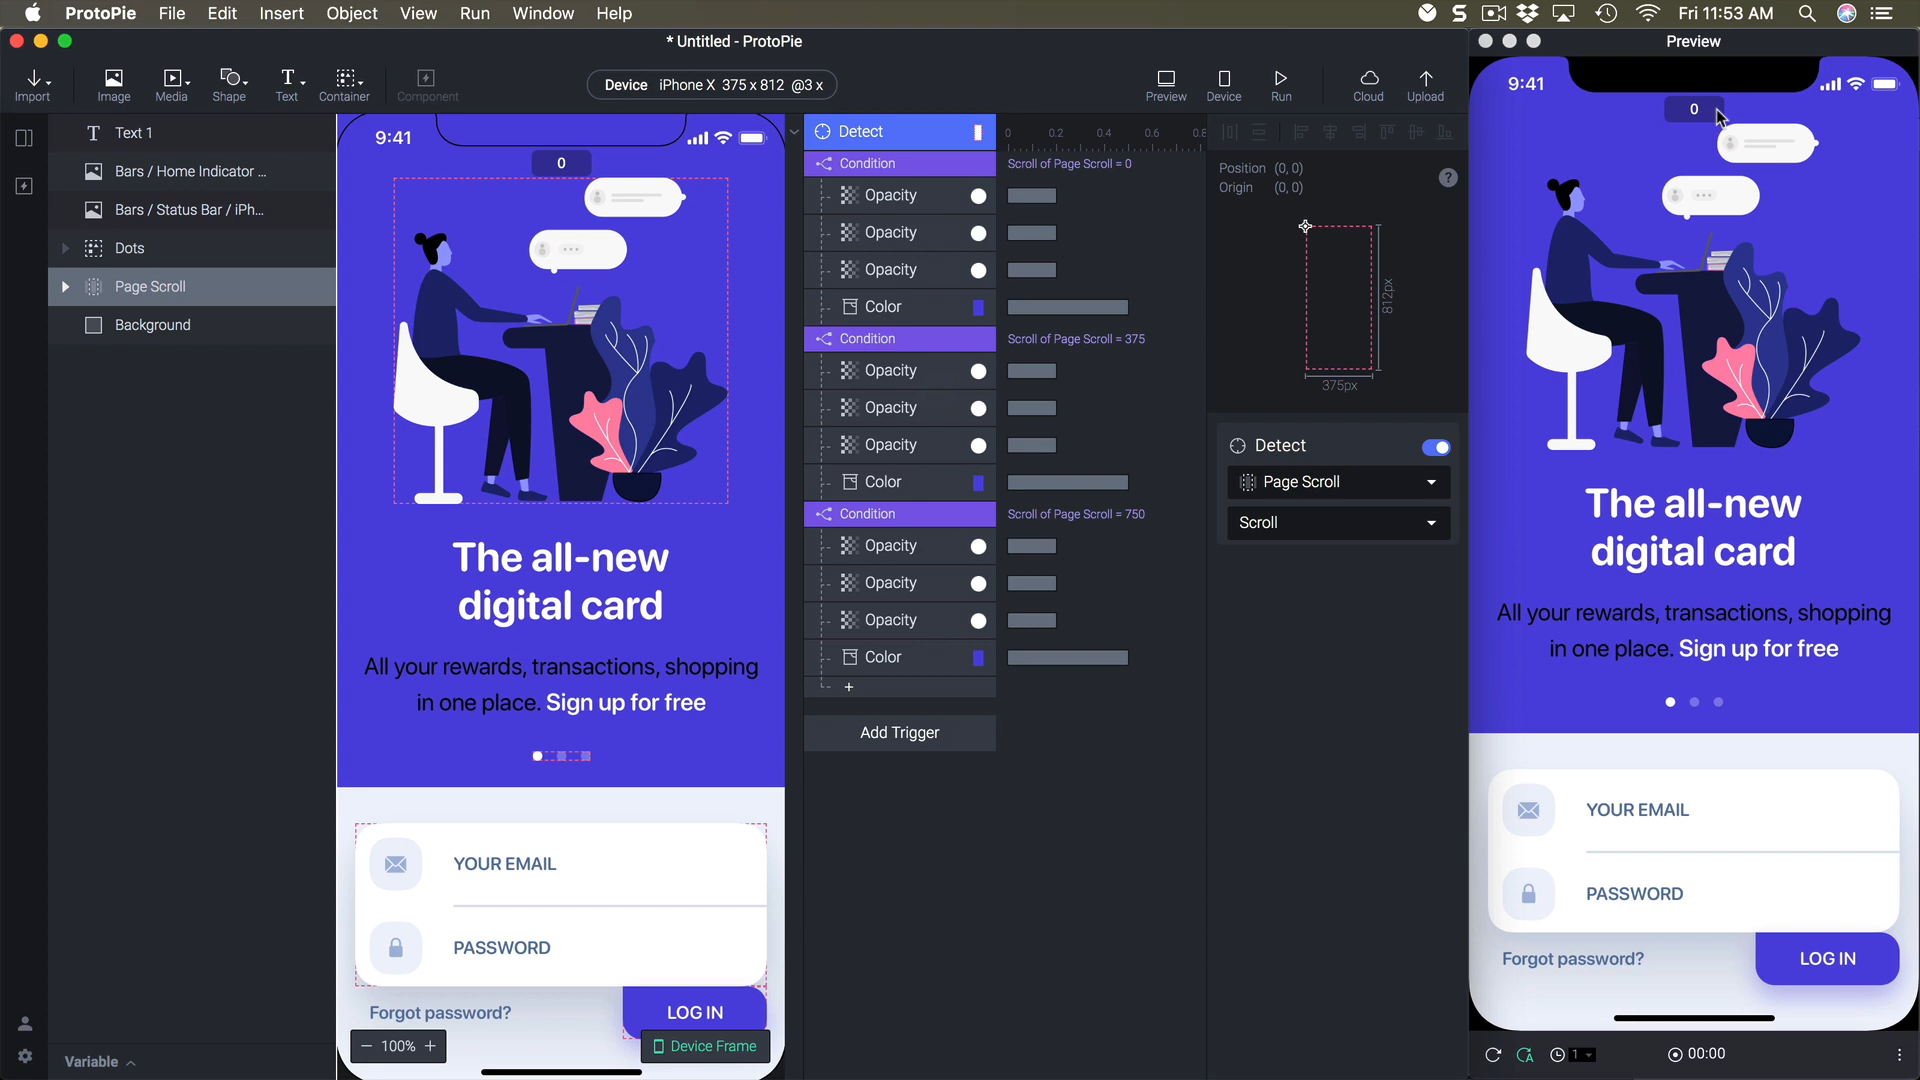 ProtoPie File Edit Insert Object View Run Window Help
Fri 11:53 AM
* Untitled - ProtoPie
Preview
Import
Image
Media
Shape
Text
Container
Component
Device iPhone X 375 x 812 @3 x
Preview
Device
Run
Cloud
Upload
Text 1
Bars / Home Indicator ...
Bars / Status Bar / iPh...
Dots
Page Scroll
Background
Variable
9:41
0
The all-new
digital card
All your rewards, transactions, shopping
in one place. Sign up for free
YOUR EMAIL
PASSWORD
Forgot password?
LOG IN
100%
Device Frame
Detect
0 0.2 0.4 0.6 0.8
Condition
Scroll of Page Scroll = 0
Opacity
Opacity
Opacity
Color
Condition
Scroll of Page Scroll = 375
Opacity
Opacity
Opacity
Color
Condition
Scroll of Page Scroll = 750
Opacity
Opacity
Opacity
Color
+
Add Trigger
Position (0, 0)
Origin (0, 0)
?
812px
375px
Detect
Page Scroll
Scroll
9:41
0
The all-new
digital card
All your rewards, transactions, shopping
in one place. Sign up for free
YOUR EMAIL
PASSWORD
Forgot password?
LOG IN
1
00:00